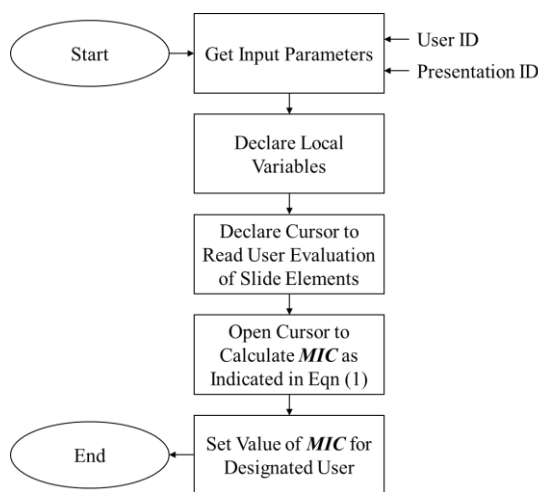 Start
Get Input Parameters
User ID
Presentation ID
Declare Local
Variables
Declare Cursor to
Read User Evaluation
of Slide Elements
Open Cursor to
Calculate MIC as
Indicated in Eqn (1)
Set Value of MIC for
Designated User
End